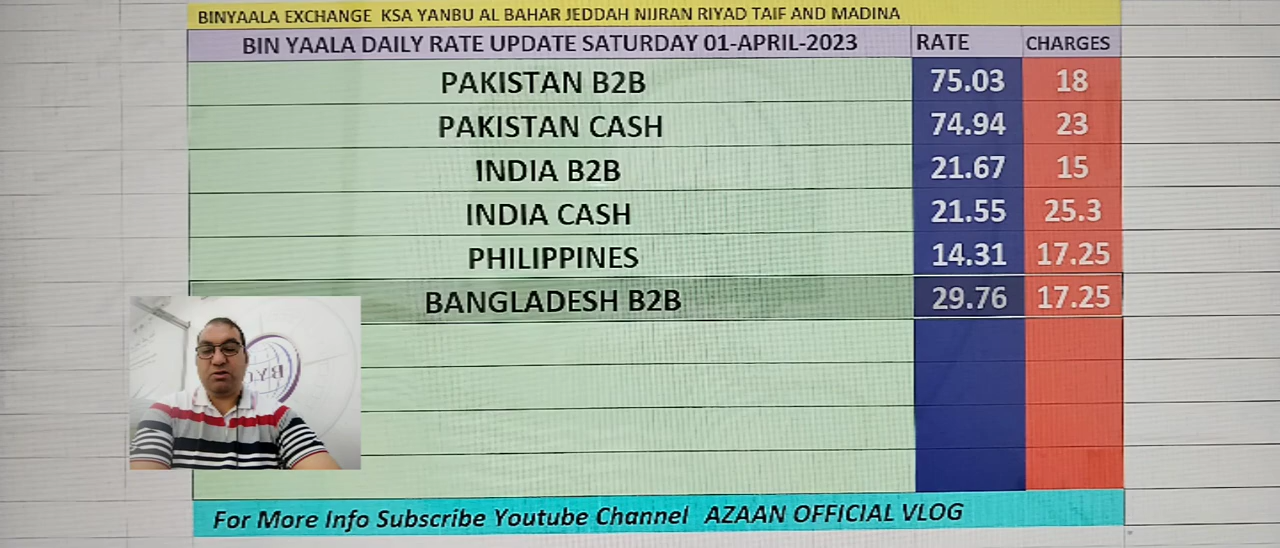 BINYAALA EXCHANGE KSA YANBU AL BAHAR JEDDAH NIJRAN RIYAD TAIF AND MADINA
BIN YAALA DAILY RATE UPDATE SATURDAY 01-APRIL-2023 RATE CHARGES
PAKISTAN B2B 75.03 18
PAKISTAN CASH 74.94 23
INDIA B2B 21.67 15
INDIA CASH 21.55 25.3
PHILIPPINES 14.31 17.25
BANGLADESH B2B 29.76 17.25
For More Info Subscribe Youtube Channel AZAAN OFFICIAL VLOG